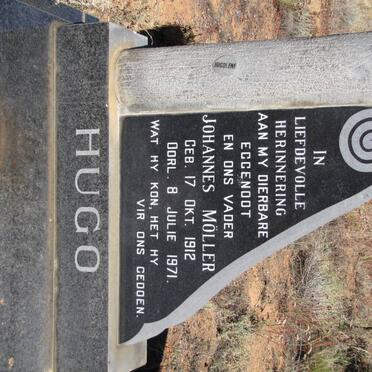 HUGOLENE
IN
LIEFDEVOLLE
HERINNERING
AAN MY DIERBARE
EGGENOOT
EN ONS VADER
JOHANNES MÖLLER
GEB. 17 OKT. 1912
OORL. 8 JULIE 1971.
WAT HY KON, HET HY
VIR ONS GEDOEN.
HUGO